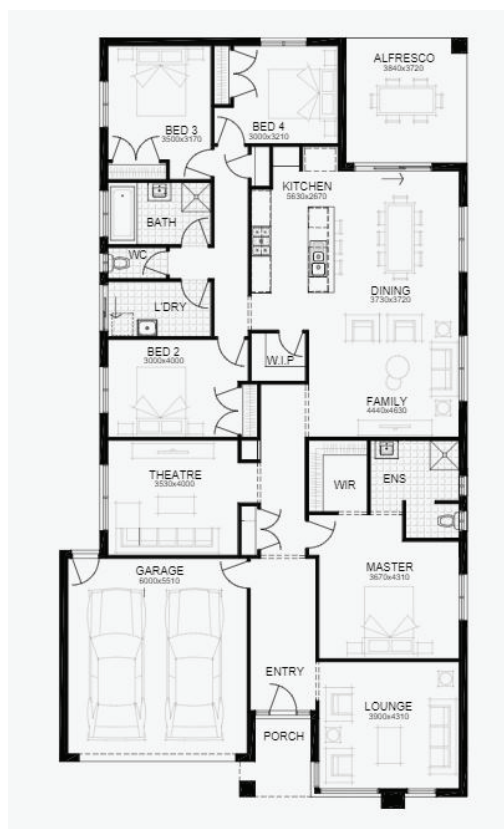 ALFRESCO
3840x3720
BED 3
3500x3170
BED 4
3000x3210
KITCHEN
5630x2670
BATH
WC
DINING
3730x3720
L'DRY
BED 2
3000x4000
W.I.P
FAMILY
4440x4630
THEATRE
3530x4000
WIR
ENS
GARAGE
6000x5510
MASTER
3670x4310
ENTRY
LOUNGE
3900x4310
PORCH